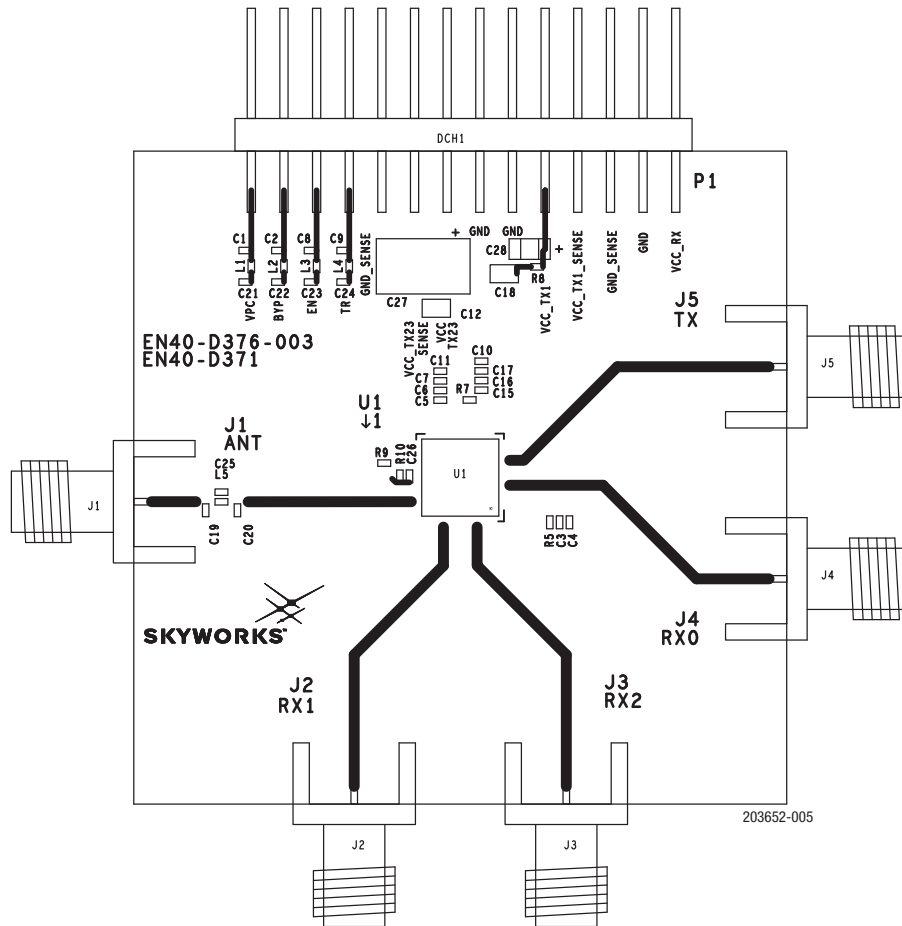 DCH1
P1
+ GND GND
C1 C2 C8 C9
L1 L2 L3 L4
C21 C22 C23 C24
VPC
BYP
EN
TR
GND_SENSE
C28 +
R8
C18
C27
C12
VCC_TX1
VCC_TX1_SENSE
GND_SENSE
GND
VCC_RX
VCC_TX23
SENSE
VCC
TX23
EN40-D376-003
EN40-D371
J5
TX
J5
C11
C7
C6
C5
C10
C17
C16
C15
R7
U1
↓1
J1
ANT
J1
C25
L5
C19
C20
R9
R10
C26
U1
R5
C3
C4
J4
J4
RX0
SKYWORKS™
J2
RX1
J3
RX2
203652-005
J2
J3